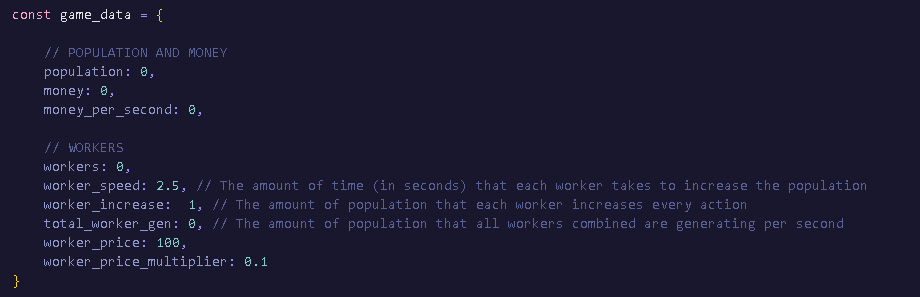 const game_data = {
// POPULATION AND MONEY
population: 0,
money: 0,
money_per_second: 0,
// WORKERS
workers: 0,
worker_speed: 2.5, // The amount of time (in seconds) that each worker takes to increase the population
worker_increase:  1, // The amount of population that each worker increases every action
total_worker_gen: 0, // The amount of population that all workers combined are generating per second
worker_price: 100,
worker_price_multiplier: 0.1
}